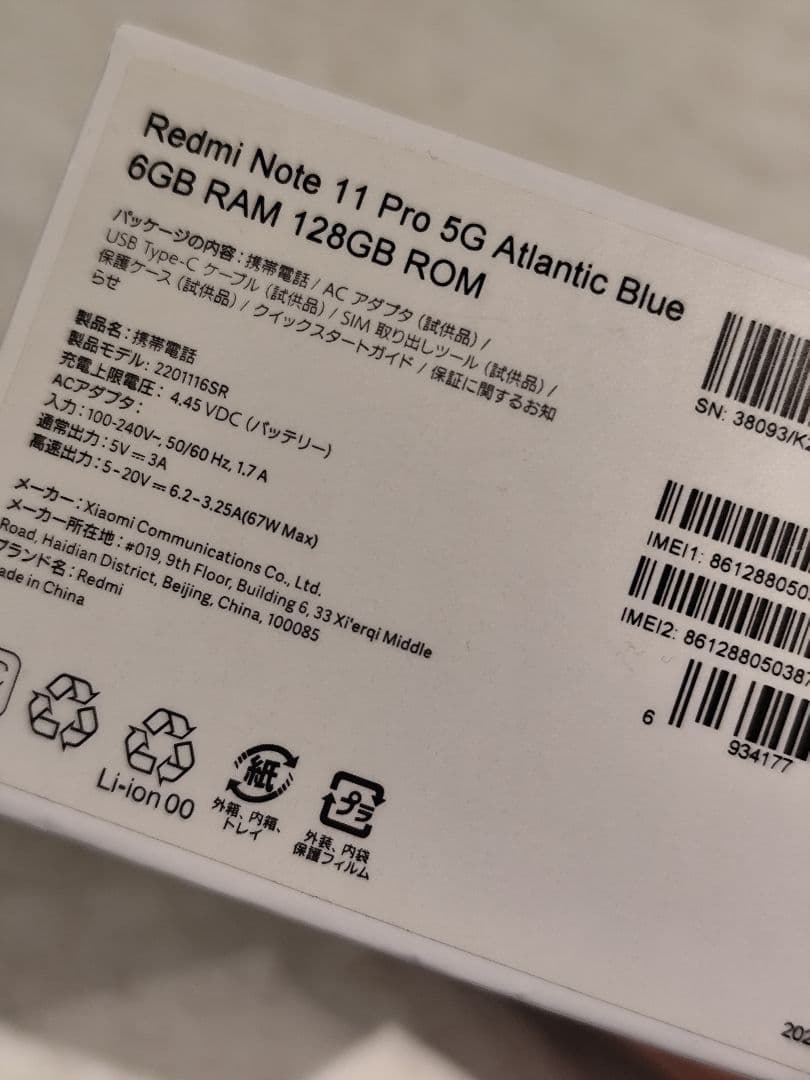 Redmi Note 11 Pro 5G Atlantic Blue
6GB RAM 128GB ROM
パッケージの内容：携帯電話 / AC アダプタ (試供品) /
USB Type-C ケーブル (試供品) / SIM 取り出しツール (試供品) /
保護ケース (試供品) / クイックスタートガイド / 保証に関するお知
らせ
製品名：携帯電話
製品モデル: 2201116SR
充電上限電圧： 4.45 VDC (バッテリー)
ACアダプタ：
入力：100-240V~, 50/60 Hz, 1.7 A
通常出力：5V⎓3A
高速出力：5-20V⎓6.2-3.25A(67W Max)
メーカー：Xiaomi Communications Co., Ltd.
メーカー所在地：#019, 9th Floor, Building 6, 33 Xi'erqi Middle
Road, Haidian District, Beijing, China, 100085
ブランド名：Redmi
ade in China
SN: 38093/K2
IMEI1: 861288050
IMEI2: 86128805038
6
934177
Li-ion 00
紙
外箱、内箱、
トレイ
プラ
外装、内袋
保護フィルム
202